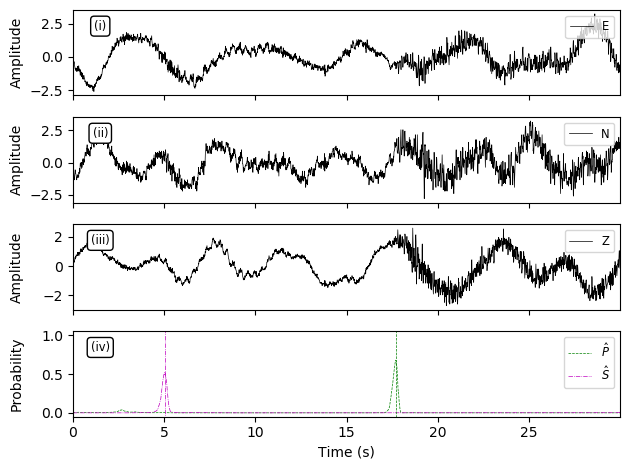 Amplitude
2.5
0.0
−2.5
(i)
E
Amplitude
2.5
0.0
−2.5
(ii)
N
Amplitude
2
0
−2
(iii)
Z
Probability
1.0
0.5
0.0
(iv)
P̂
Ŝ
0 5 10 15 20 25
Time (s)